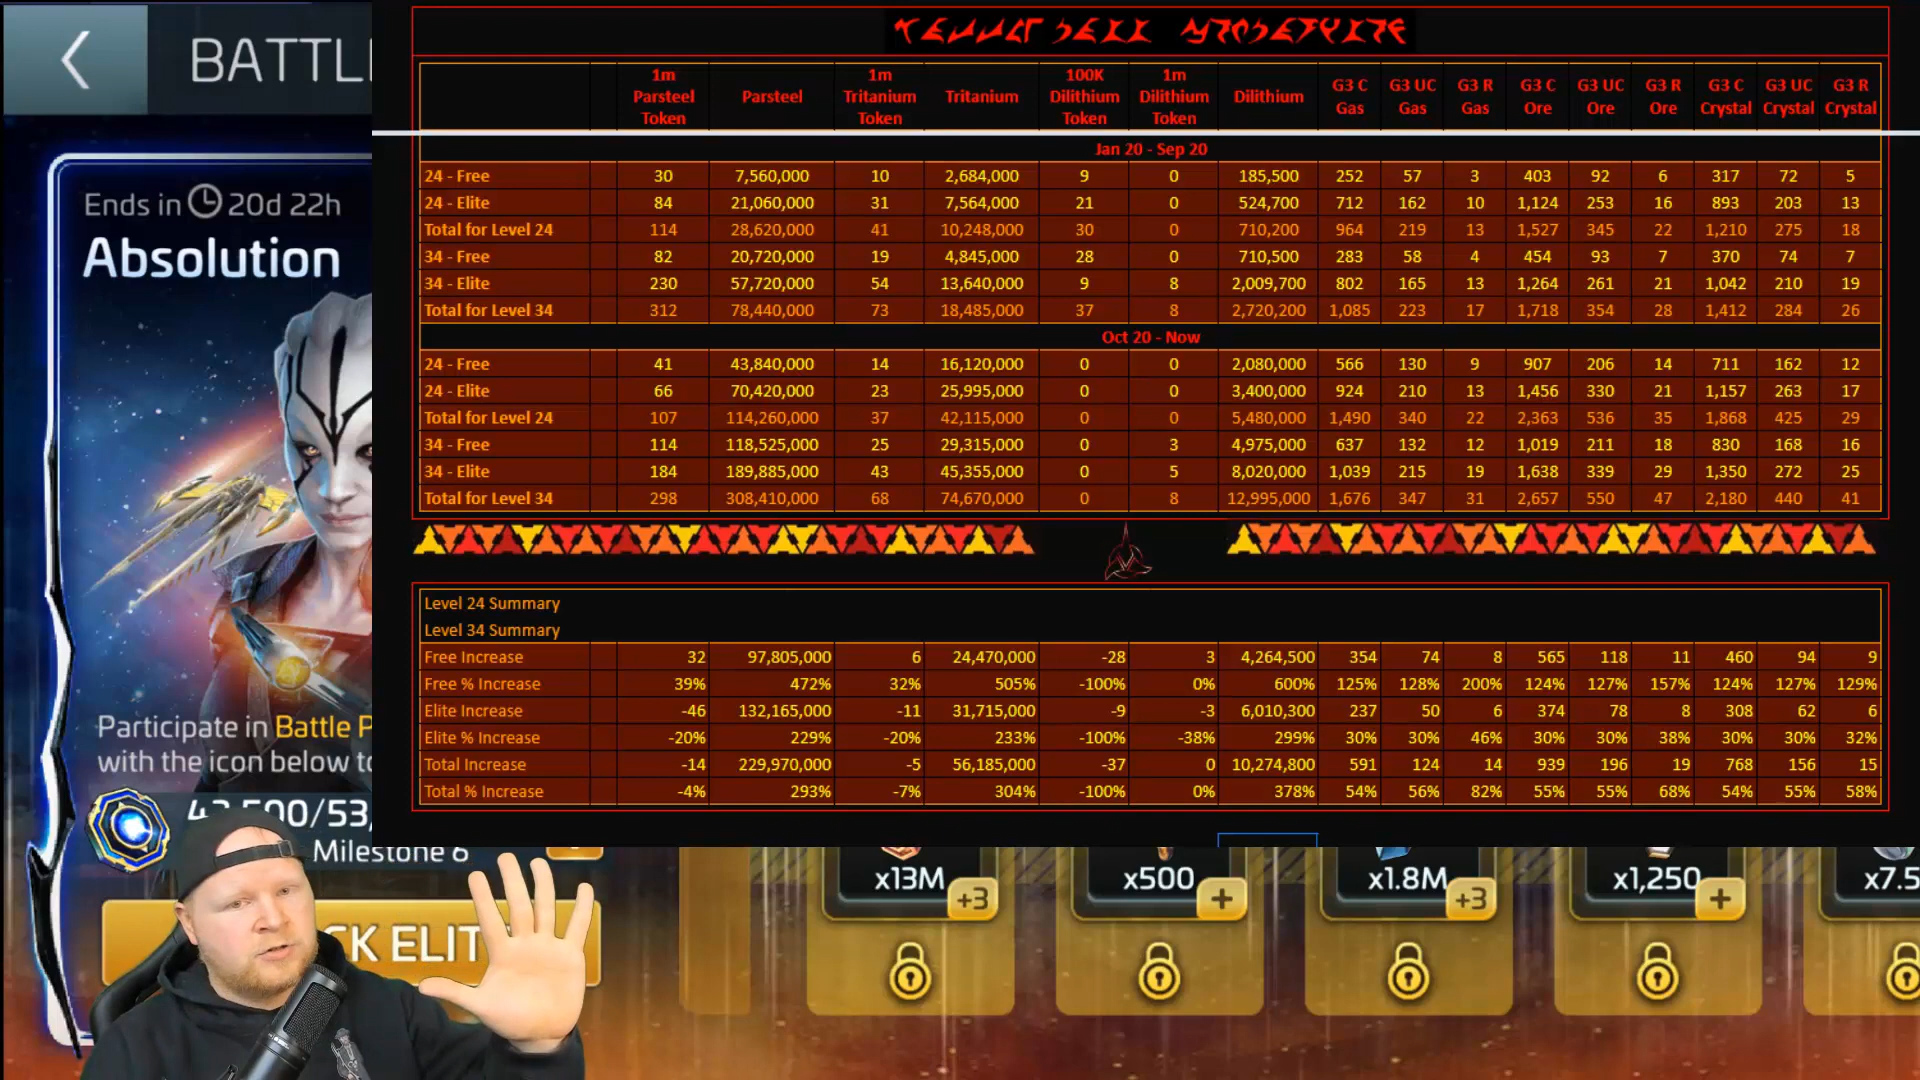 BATTL
Ends in 20d 22h
Absolution
Participate in Battle P
with the icon below to
Milestone 6
CK ELIT
1m Parsteel Token Parsteel 1m Tritanium Token Tritanium 100K Dilithium Token 1m Dilithium Token Dilithium G3 C Gas G3 UC Gas G3 R Gas G3 C Ore G3 UC Ore G3 R Ore G3 C Crystal G3 UC Crystal G3 R Crystal
Jan 20 - Sep 20
24 - Free 30 7,560,000 10 2,684,000 9 0 185,500 252 57 3 403 92 6 317 72 5
24 - Elite 84 21,060,000 31 7,564,000 21 0 524,700 712 162 10 1,124 253 16 893 203 13
Total for Level 24 114 28,620,000 41 10,248,000 30 0 710,200 964 219 13 1,527 345 22 1,210 275 18
34 - Free 82 20,720,000 19 4,845,000 28 0 710,500 283 58 4 454 93 7 370 74 7
34 - Elite 230 57,720,000 54 13,640,000 9 8 2,009,700 802 165 13 1,264 261 21 1,042 210 19
Total for Level 34 312 78,440,000 73 18,485,000 37 8 2,720,200 1,085 223 17 1,718 354 28 1,412 284 26
Oct 20 - Now
24 - Free 41 43,840,000 14 16,120,000 0 0 2,080,000 566 130 9 907 206 14 711 162 12
24 - Elite 66 70,420,000 23 25,995,000 0 0 3,400,000 924 210 13 1,456 330 21 1,157 263 17
Total for Level 24 107 114,260,000 37 42,115,000 0 0 5,480,000 1,490 340 22 2,363 536 35 1,868 425 29
34 - Free 114 118,525,000 25 29,315,000 0 3 4,975,000 637 132 12 1,019 211 18 830 168 16
34 - Elite 184 189,885,000 43 45,355,000 0 5 8,020,000 1,039 215 19 1,638 339 29 1,350 272 25
Total for Level 34 298 308,410,000 68 74,670,000 0 8 12,995,000 1,676 347 31 2,657 550 47 2,180 440 41
Level 24 Summary
Level 34 Summary
Free Increase 32 97,805,000 6 24,470,000 -28 3 4,264,500 354 74 8 565 118 11 460 94 9
Free % Increase 39% 472% 32% 505% -100% 0% 600% 125% 128% 200% 124% 127% 157% 124% 127% 129%
Elite Increase -46 132,165,000 -11 31,715,000 -9 -3 6,010,300 237 50 6 374 78 8 308 62 6
Elite % Increase -20% 229% -20% 233% -100% -38% 299% 30% 30% 46% 30% 30% 38% 30% 30% 32%
Total Increase -14 229,970,000 -5 56,185,000 -37 0 10,274,800 591 124 14 939 196 19 768 156 15
Total % Increase -4% 293% -7% 304% -100% 0% 378% 54% 56% 82% 55% 55% 68% 54% 55% 58%
x13M +3 x500 + x1.8M +3 x1,250 + x7.5